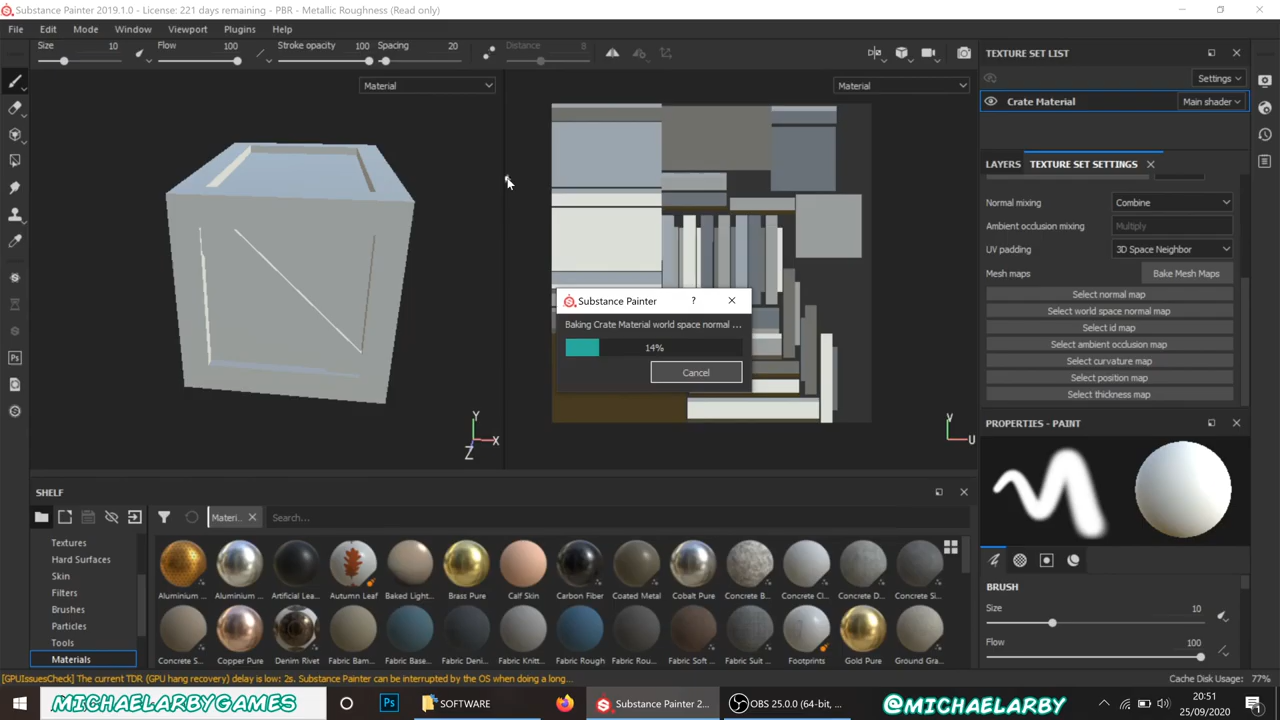 Substance Painter 2019.1.0 - License: 221 days remaining - PBR - Metallic Roughness (Read only)
File Edit Mode Window Viewport Plugins Help
Size 10 Flow 100 Stroke opacity 100 Spacing 20 Distance 8
Material
Material
TEXTURE SET LIST
Settings
Crate Material Main shader
LAYERS TEXTURE SET SETTINGS
Normal mixing Combine
Ambient occlusion mixing Multiply
UV padding 3D Space Neighbor
Mesh maps Bake Mesh Maps
Select normal map
Select world space normal map
Select id map
Select ambient occlusion map
Select curvature map
Select position map
Select thickness map
Substance Painter ?
Baking Crate Material world space normal ...
14%
Cancel
Y
X
Z
V
U
PROPERTIES - PAINT
BRUSH
Size 10
Flow 100
SHELF
Materi... Search...
Textures
Hard Surfaces
Skin
Filters
Brushes
Particles
Tools
Materials
Aluminium ... Aluminium ... Artificial Lea... Autumn Leaf Baked Light... Brass Pure Calf Skin Carbon Fiber Coated Metal Cobalt Pure Concrete B... Concrete Cl... Concrete D... Concrete Si...
Concrete S... Copper Pure Denim Rivet Fabric Bam... Fabric Base... Fabric Deni... Fabric Knitt... Fabric Rough Fabric Rou... Fabric Soft ... Fabric Suit ... Footprints Gold Pure Ground Gra...
[GPUIssuesCheck] The current TDR (GPU hang recovery) delay is low: 2s. Substance Painter can be interrupted by the OS when doing a long... Cache Disk Usage: 77%
MICHAELARBYGAMES
Ps
SOFTWARE
Substance Painter 2...
OBS 25.0.0 (64-bit, ...
@MICHAELARBY
20:51
25/09/2020
1